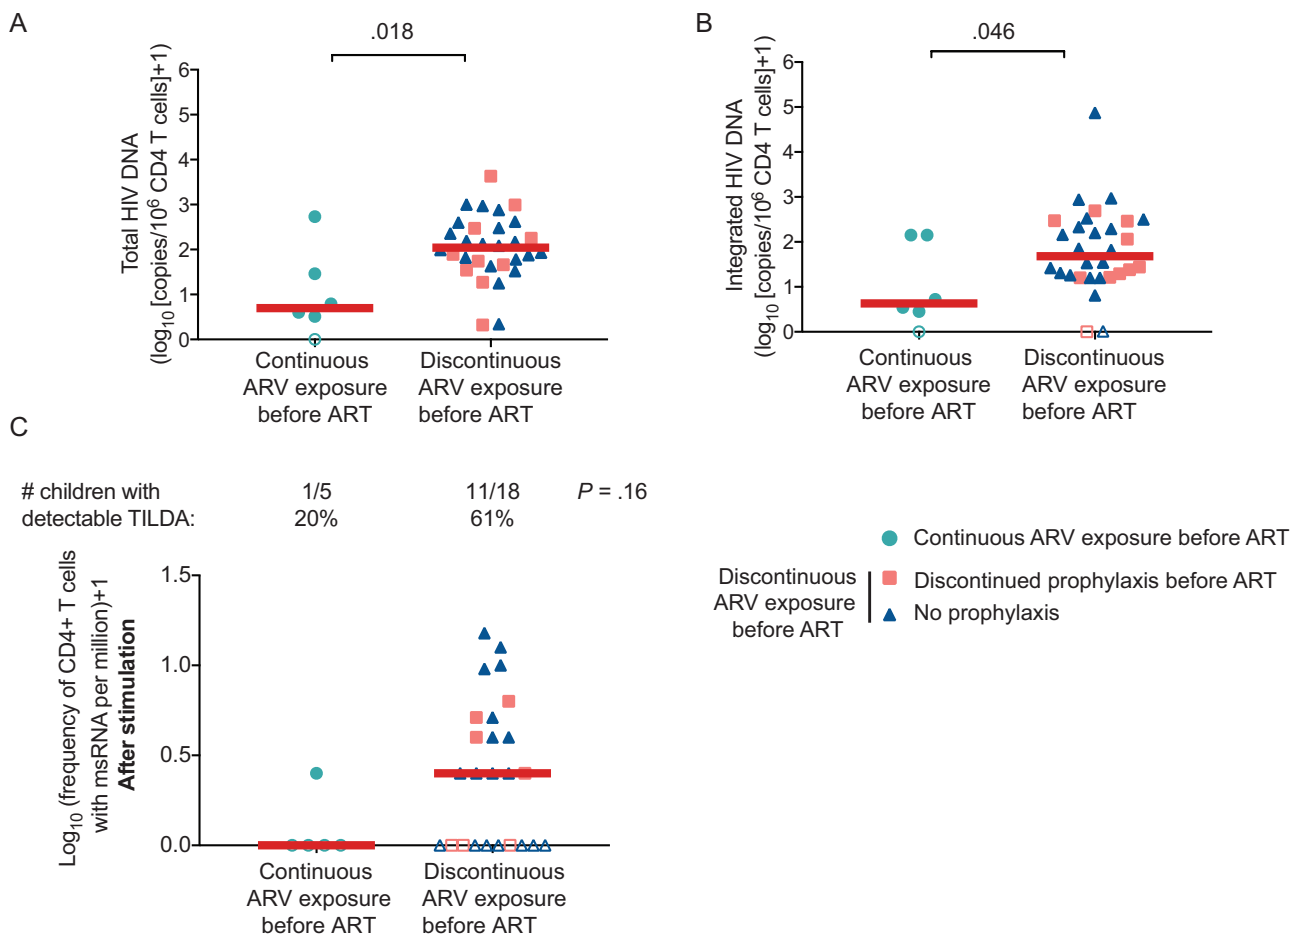 A
.018
Total HIV DNA
(log10 [copies/10⁶ CD4 T cells]+1)
6
5
4
3
2
1
0
Continuous
ARV exposure
before ART
Discontinuous
ARV exposure
before ART
B
.046
Integrated HIV DNA
(log10 [copies/10⁶ CD4 T cells]+1)
6
5
4
3
2
1
0
Continuous
ARV exposure
before ART
Discontinuous
ARV exposure
before ART
C
# children with 1/5 11/18 P = .16
detectable TILDA: 20% 61%
Log10 (frequency of CD4+ T cells
with msRNA per million)+1
After stimulation
1.5
1.0
0.5
0.0
Continuous
ARV exposure
before ART
Discontinuous
ARV exposure
before ART
Continuous ARV exposure before ART
Discontinuous
ARV exposure
before ART
Discontinued prophylaxis before ART
No prophylaxis